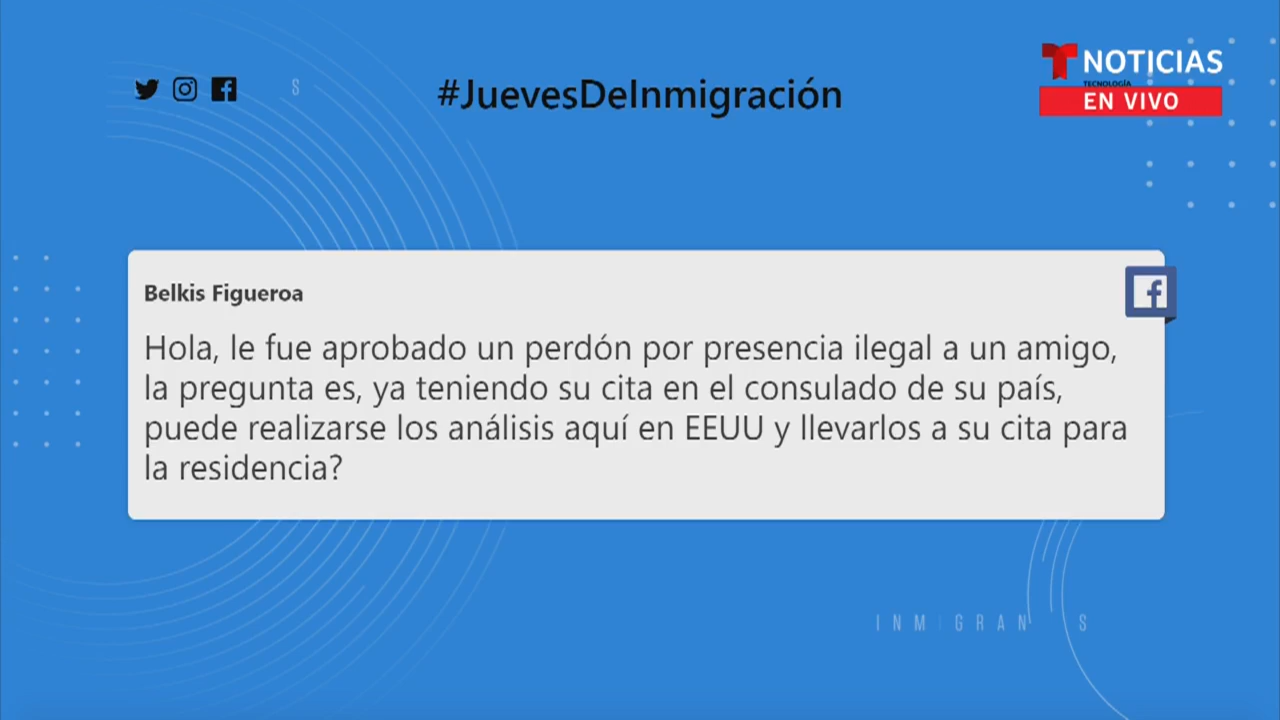 S
#JuevesDeInmigración
NOTICIAS
TECNOLOGÍA
EN VIVO
Belkis Figueroa
Hola, le fue aprobado un perdón por presencia ilegal a un amigo,
la pregunta es, ya teniendo su cita en el consulado de su país,
puede realizarse los análisis aquí en EEUU y llevarlos a su cita para
la residencia?
INMIGRAN S